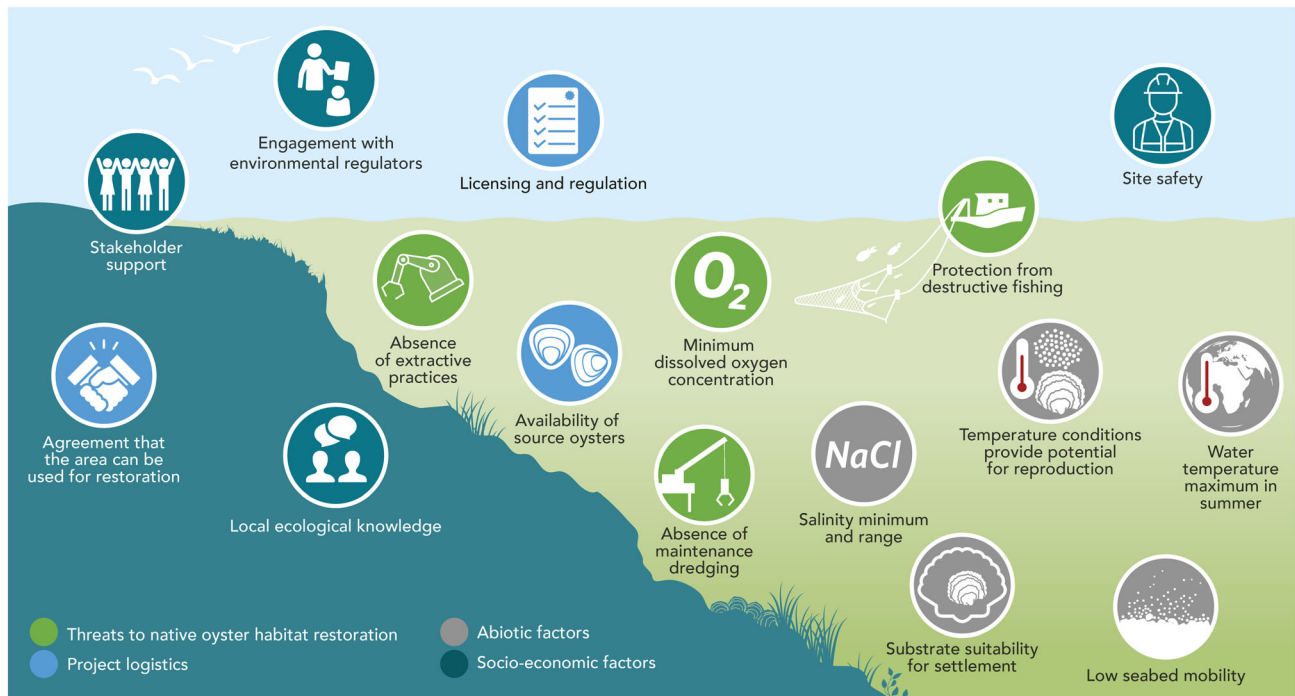 Engagement with
environmental regulators
Licensing and regulation
Site safety
Stakeholder
support
Absence
of extractive
practices
O2
Minimum
dissolved oxygen
concentration
Protection from
destructive fishing
Agreement that
the area can be
used for restoration
Local ecological knowledge
Availability of
source oysters
Absence of
maintenance
dredging
NaCl
Salinity minimum
and range
Temperature conditions
provide potential
for reproduction
Water
temperature
maximum in
summer
Substrate suitability
for settlement
Low seabed mobility
Threats to native oyster habitat restoration
Project logistics
Abiotic factors
Socio-economic factors